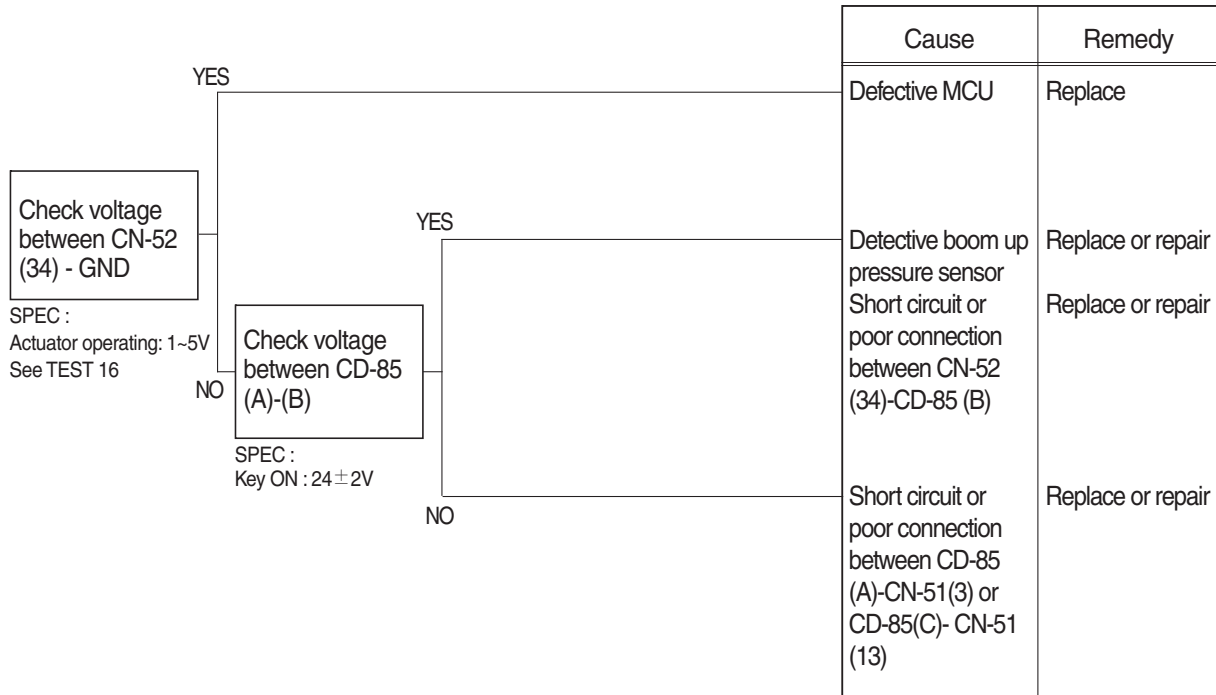 Cause
Remedy
YES
Defective MCU
Replace
Check voltage
between CN-52
(34) - GND
SPEC :
Actuator operating: 1~5V
See TEST 16
NO
Check voltage
between CD-85
(A)-(B)
SPEC :
Key ON : 24±2V
YES
Detective boom up
pressure sensor
Replace or repair
Short circuit or
poor connection
between CN-52
(34)-CD-85 (B)
Replace or repair
NO
Short circuit or
poor connection
between CD-85
(A)-CN-51(3) or
CD-85(C)- CN-51
(13)
Replace or repair